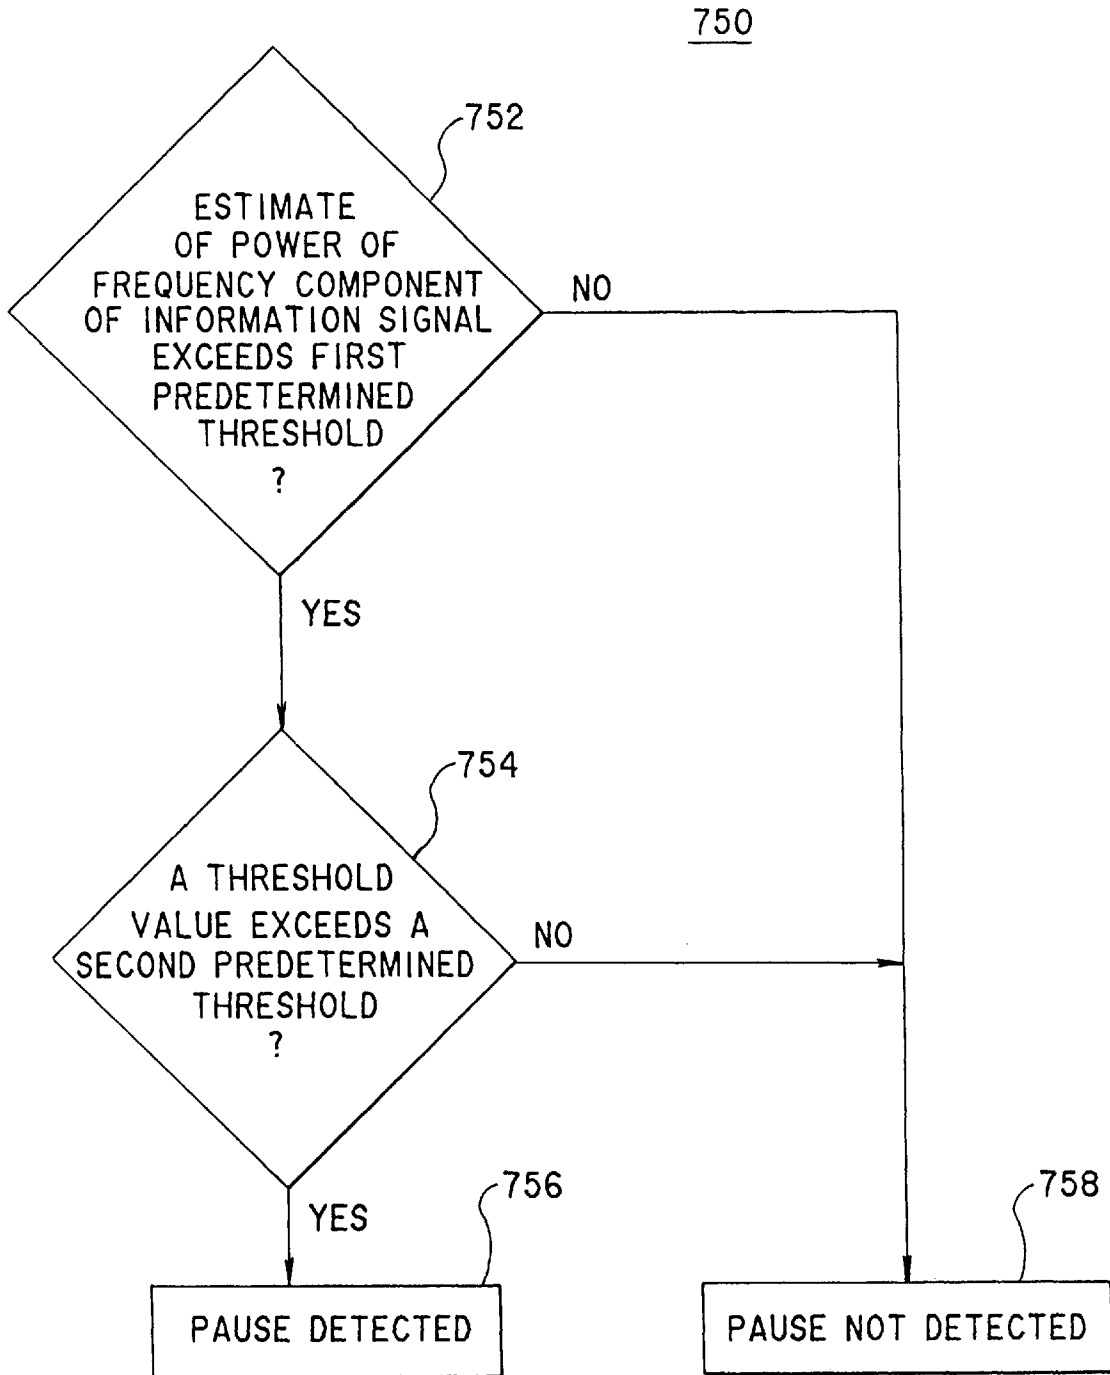 750
752
ESTIMATE
OF POWER OF
FREQUENCY COMPONENT
OF INFORMATION SIGNAL
EXCEEDS FIRST
PREDETERMINED
THRESHOLD
?
NO
YES
754
A THRESHOLD
VALUE EXCEEDS A
SECOND PREDETERMINED
THRESHOLD
?
NO
YES
756
758
PAUSE DETECTED
PAUSE NOT DETECTED